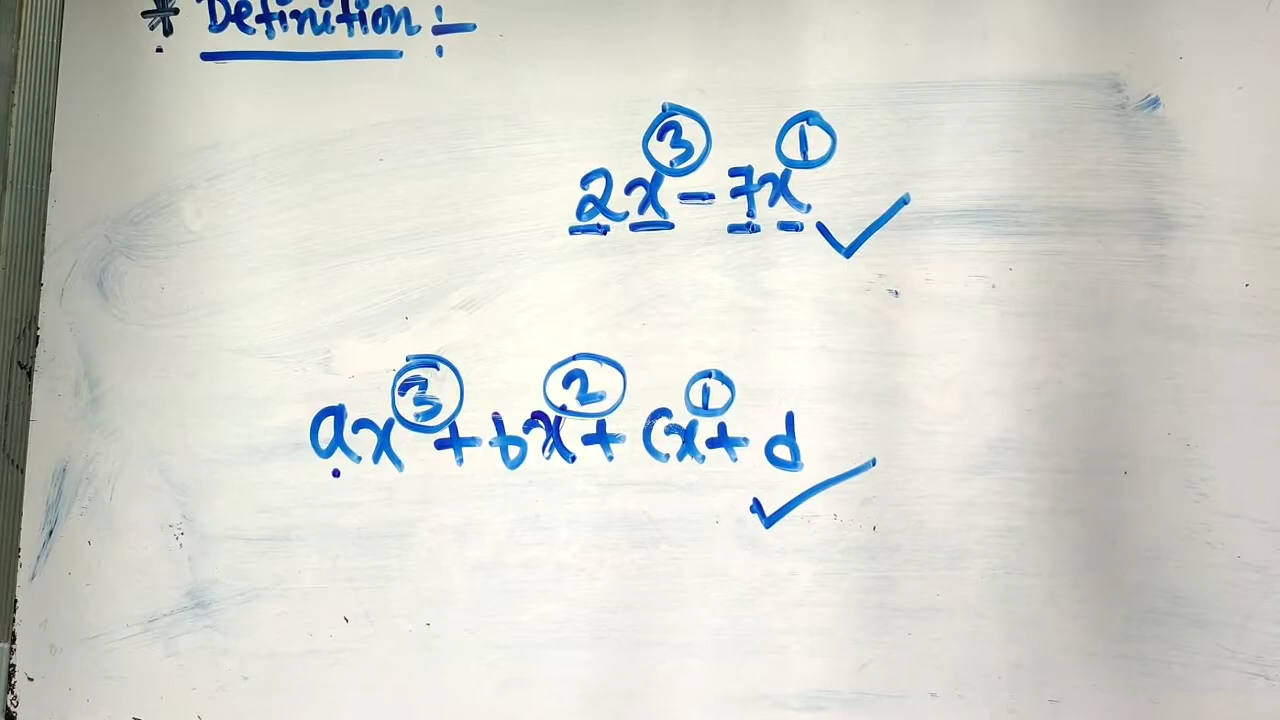 * Definition :-
2x³ - 7x¹ ✓
ax³ + bx² + cx¹ + d ✓